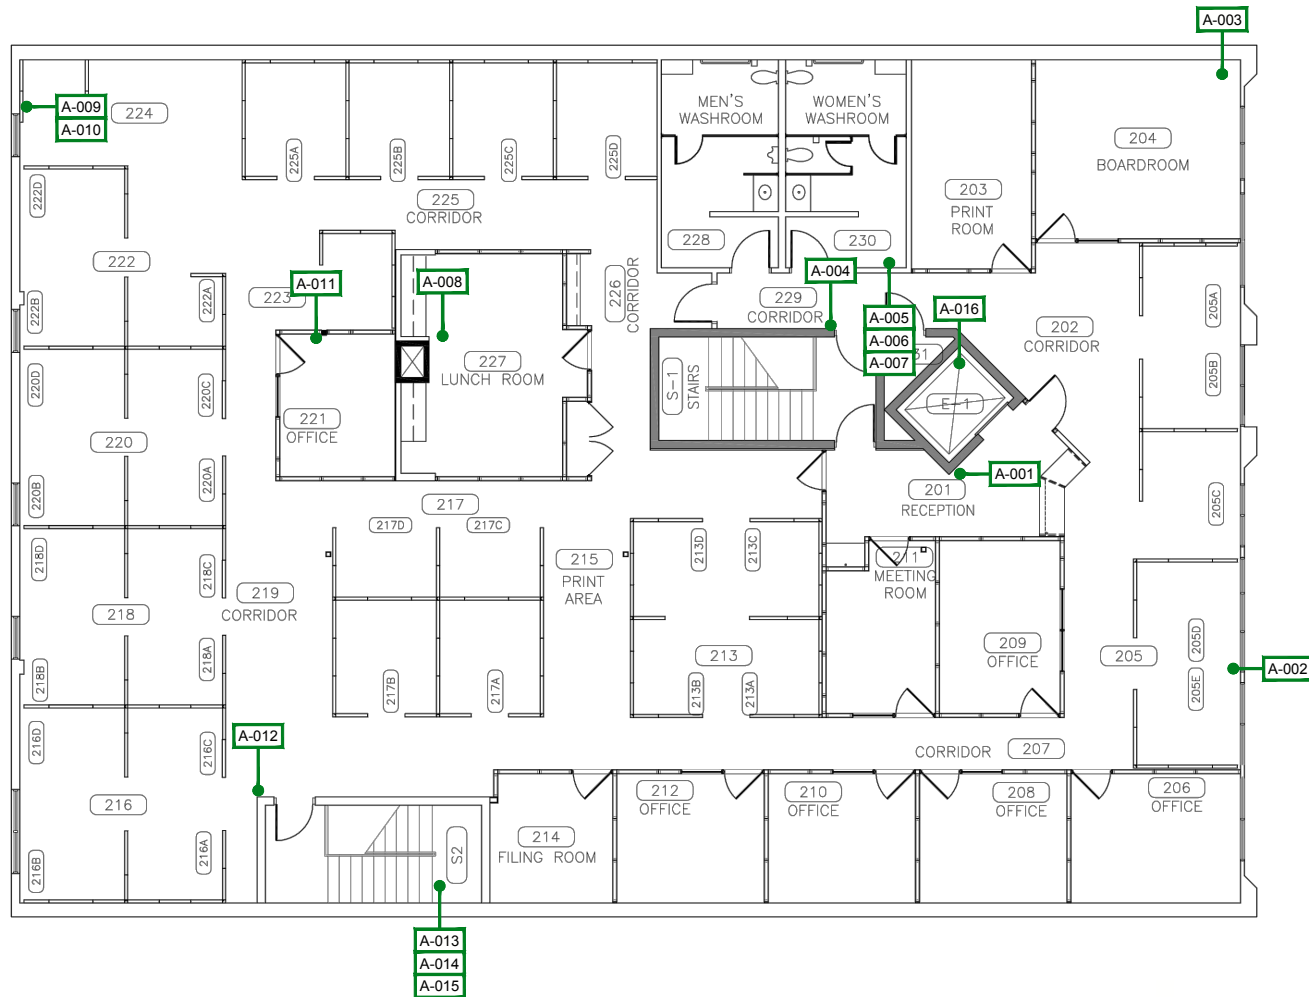 A-003
A-009
A-010
224
MEN'S
WASHROOM
WOMEN'S
WASHROOM
204
BOARDROOM
225A
225B
225C
225D
222D
203
PRINT
ROOM
225
CORRIDOR
228
230
222
A-011
A-008
223
226
CORRIDOR
A-004
229
CORRIDOR
A-005
A-006
A-007
A-016
202
CORRIDOR
205A
222B
222A
31
227
LUNCH ROOM
S-1
STAIRS
205B
220D
220C
E-1
221
OFFICE
220
A-001
201
RECEPTION
220B
220A
217
205C
217D
217C
213D
213C
218D
218C
215
PRINT
AREA
211
MEETING
ROOM
219
CORRIDOR
218
209
OFFICE
205D
213
205
A-002
218B
218A
217B
217A
213B
213A
205E
A-012
216D
216C
CORRIDOR
207
212
OFFICE
210
OFFICE
208
OFFICE
206
OFFICE
216
214
FILING ROOM
S2
216B
216A
A-013
A-014
A-015